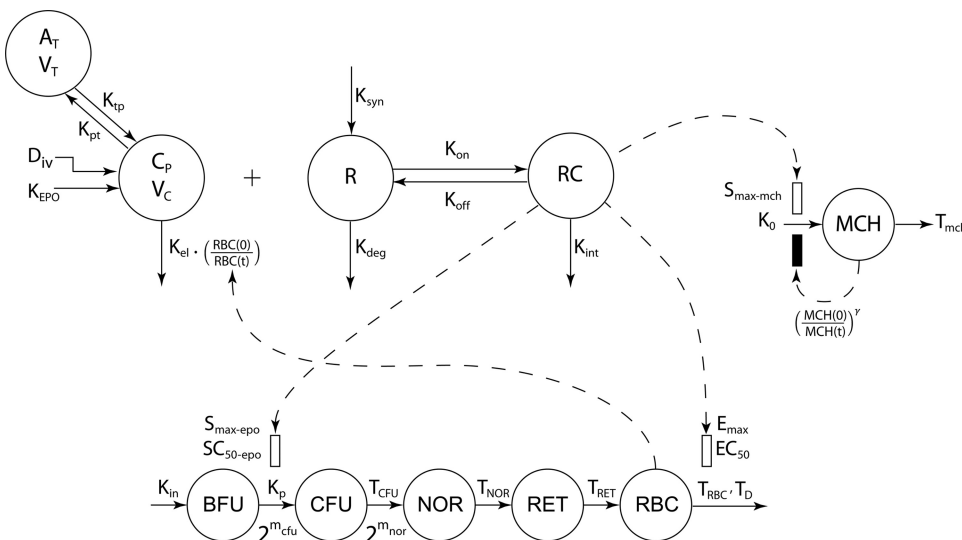 A_T
V_T
K_tp
K_pt
D_iv
K_EPO
C_P
V_C
K_el · (RBC(0)/RBC(t))
+
K_syn
R
K_deg
K_on
K_off
RC
K_int
S_max-mch
K_0
MCH
T_mcl
(MCH(0)/MCH(t))^γ
S_max-epo
SC_50-epo
E_max
EC_50
K_in
BFU
K_p
2^m_cfu
CFU
T_CFU
2^m_nor
NOR
T_NOR
RET
T_RET
RBC
T_RBC, T_D